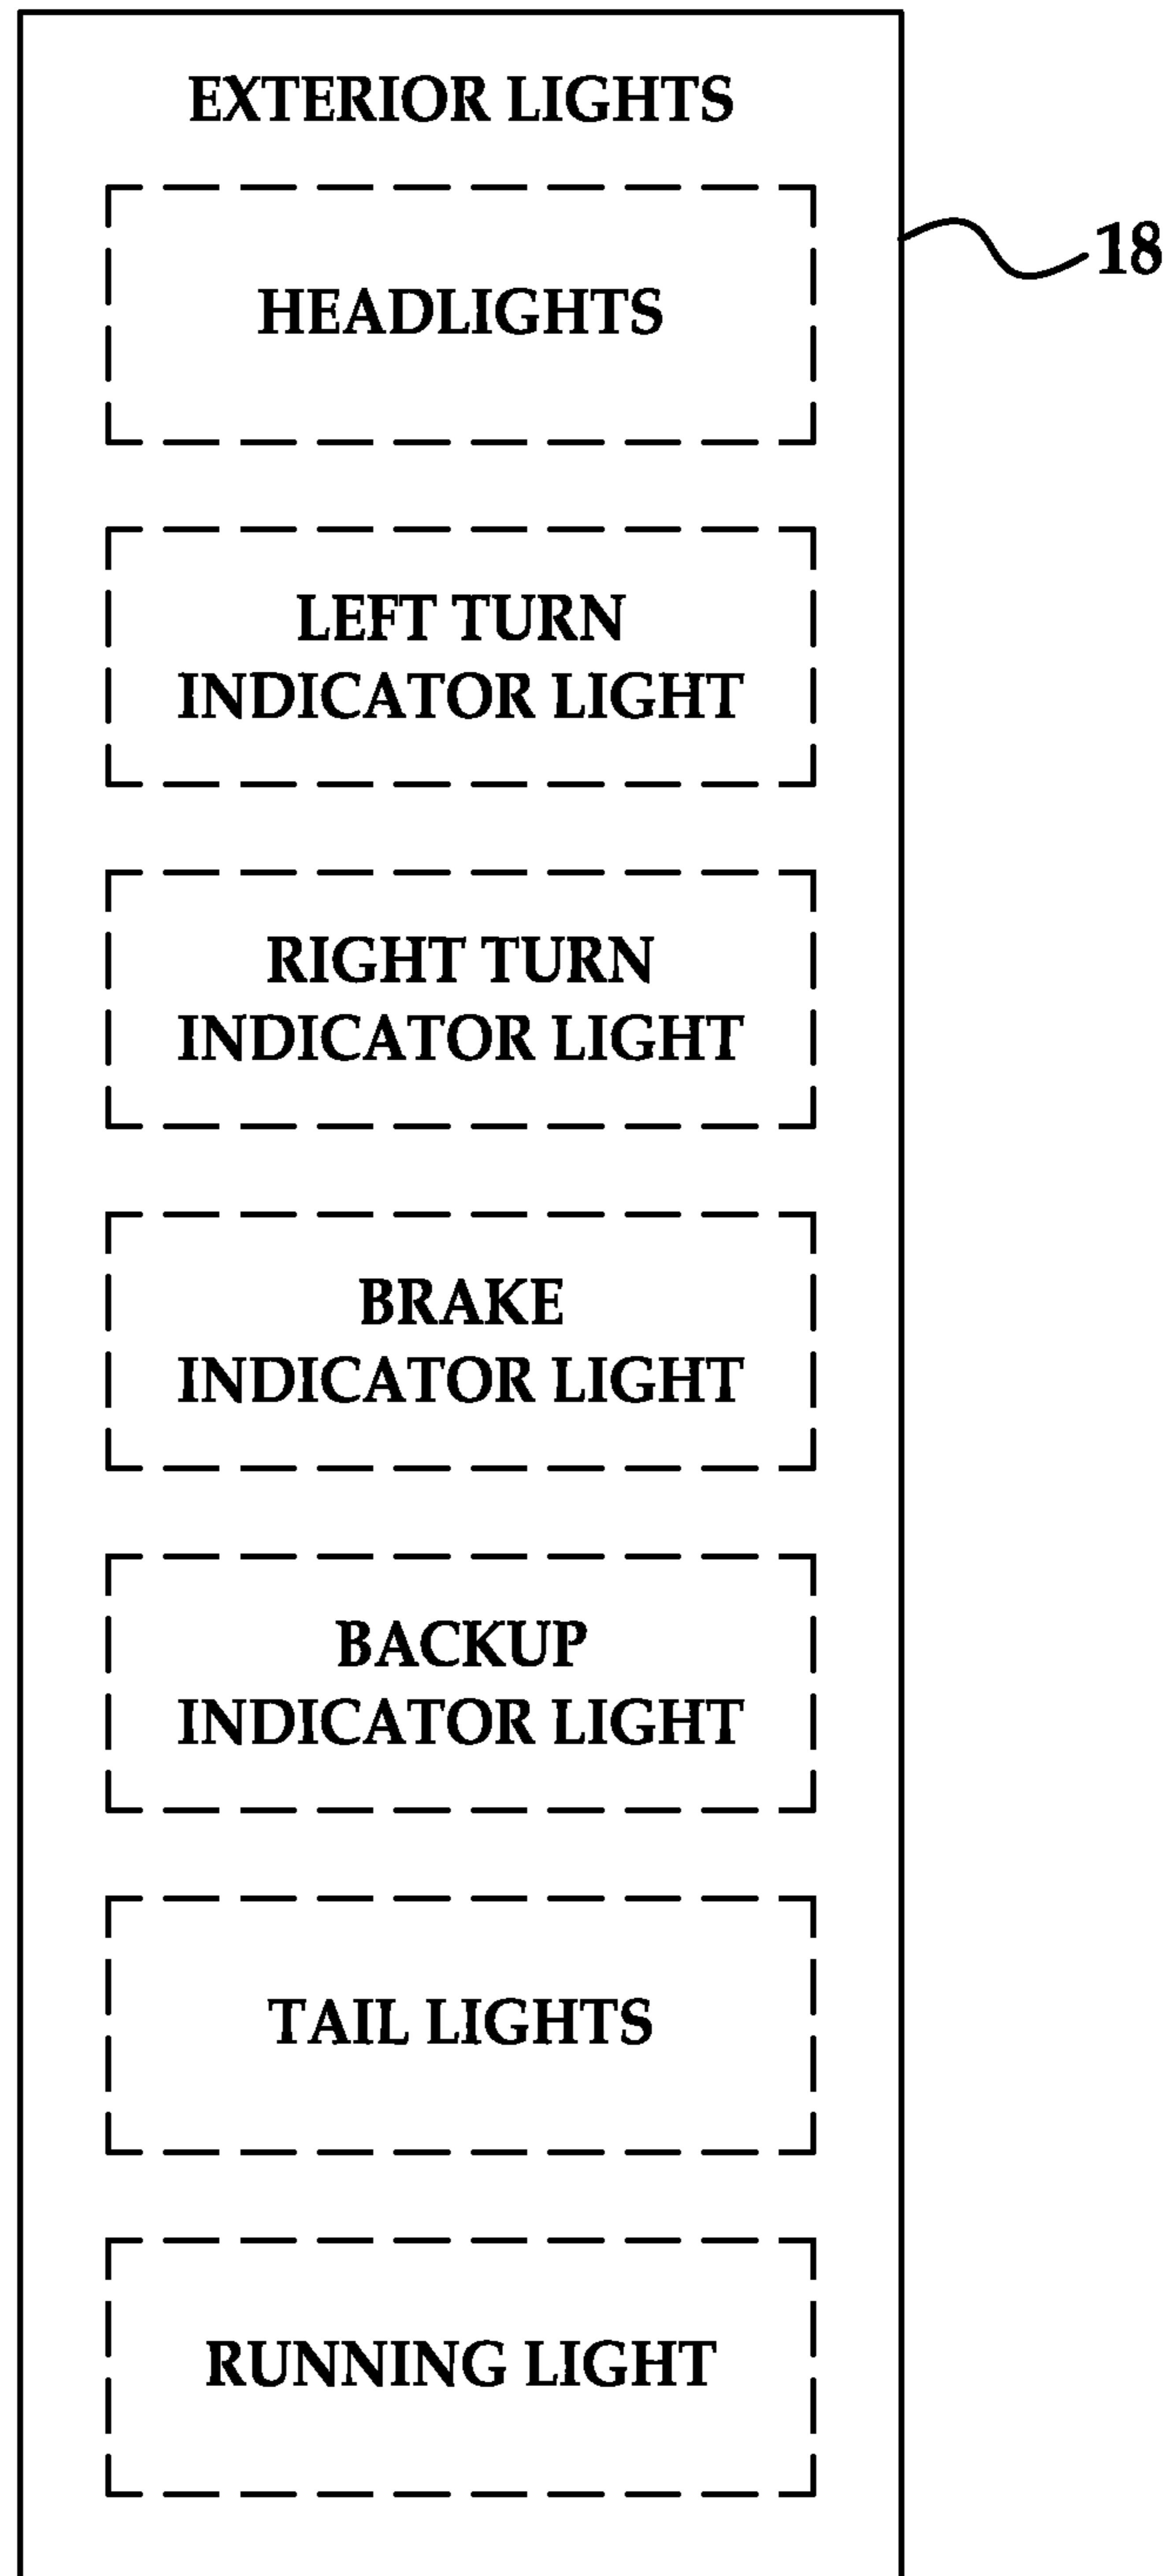 EXTERIOR LIGHTS
18
HEADLIGHTS
LEFT TURN
INDICATOR LIGHT
RIGHT TURN
INDICATOR LIGHT
BRAKE
INDICATOR LIGHT
BACKUP
INDICATOR LIGHT
TAIL LIGHTS
RUNNING LIGHT